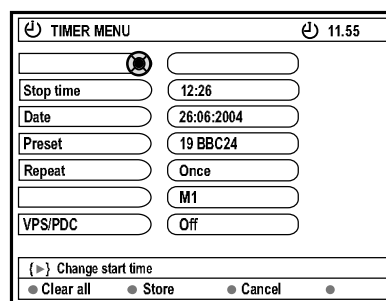 TIMER MENU 11.55
Stop time 12:26
Date 26:06:2004
Preset 19 BBC24
Repeat Once
M1
VPS/PDC Off
{►} Change start time
Clear all Store Cancel